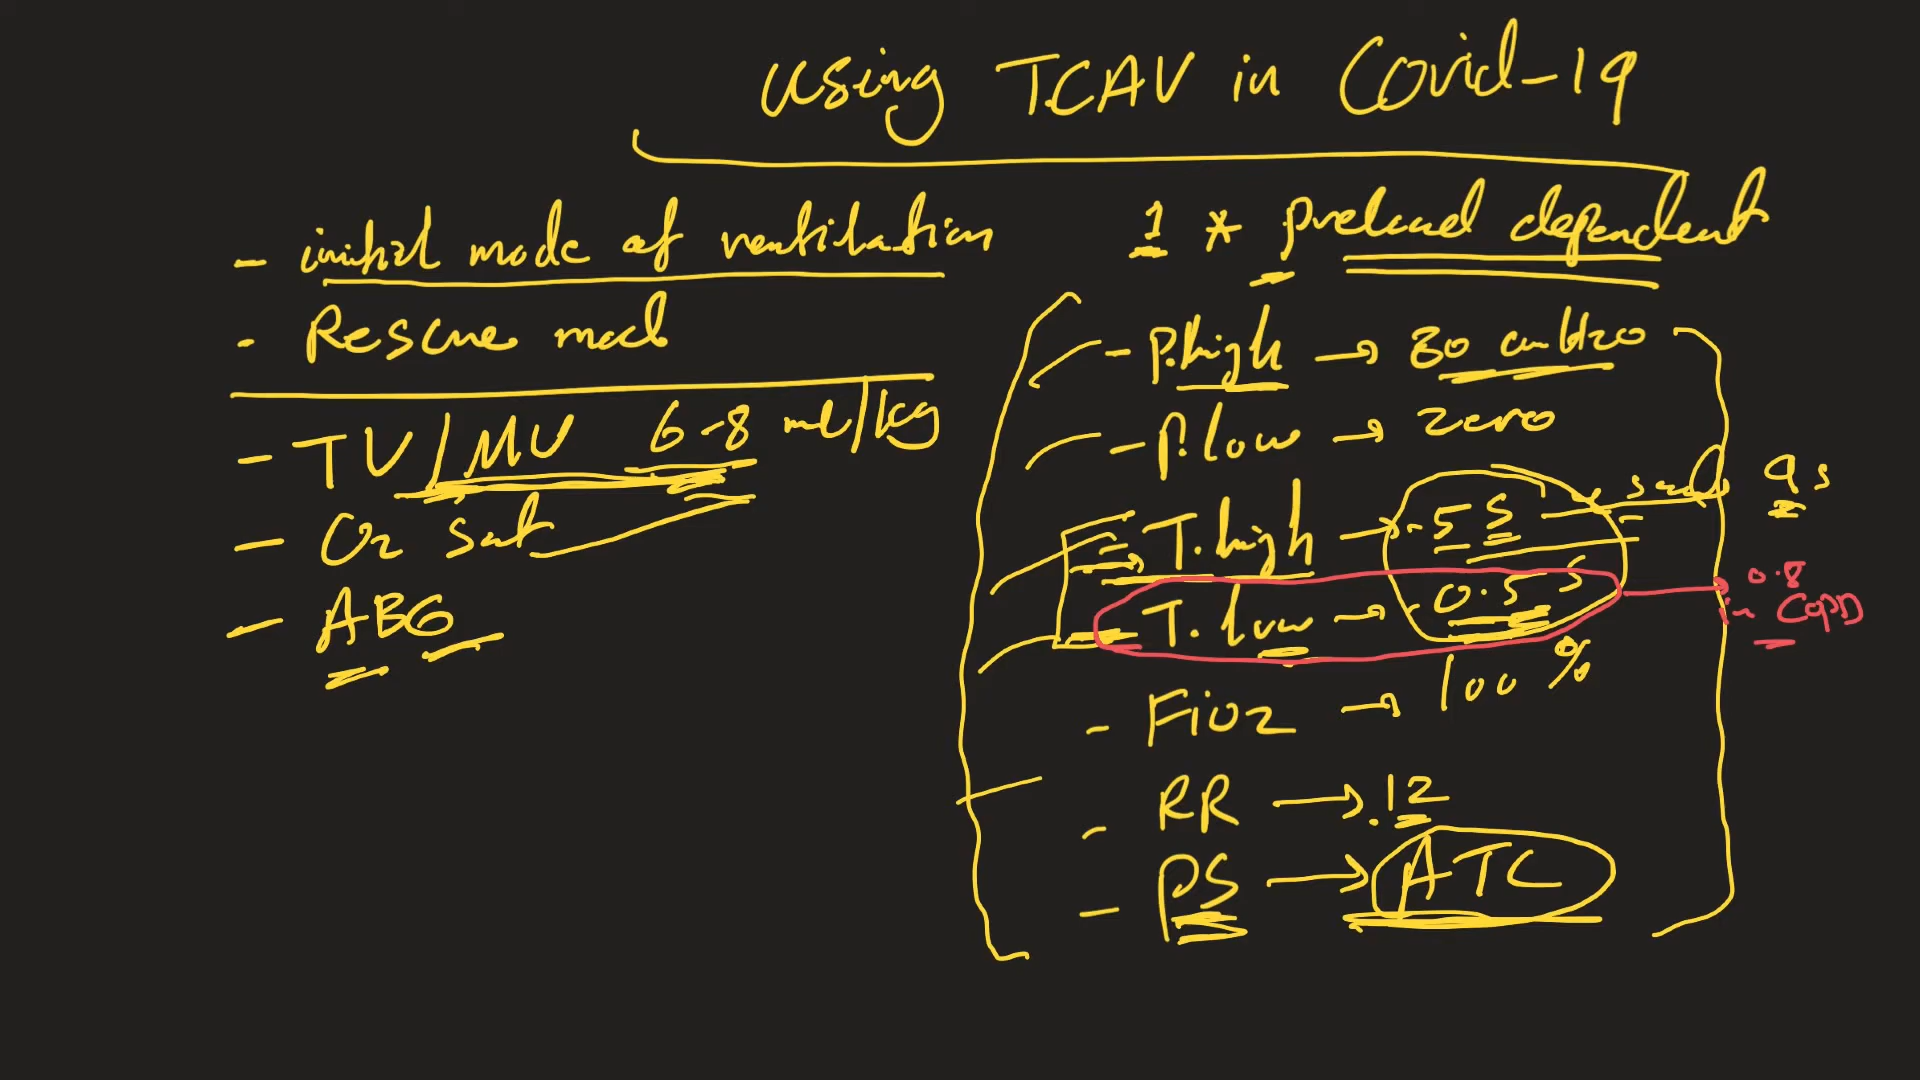 Using TCAV in Covid-19
- initial mode of ventilation
- Rescue mod
- TV/MV 6-8 ml/kg
- O2 sat
- ABG
1 * preload dependent
- P.high → 30 cmH2O
- P.low → zero
- T.high → 5 S 9s
- T.low → 0.5 S 0.8 in COPD
- FiO2 → 100 %
- RR → 12
- PS → ATC